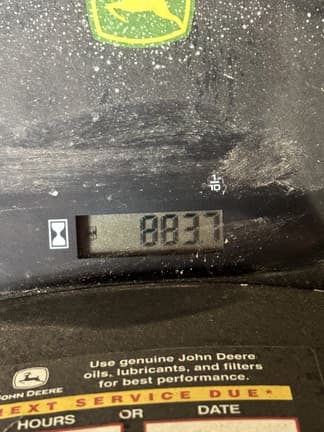 1/10
8837
Use genuine John Deere
oils, lubricants, and filters
for best performance.
JOHN DEERE
NEXT SERVICE DUE*
HOURS OR DATE